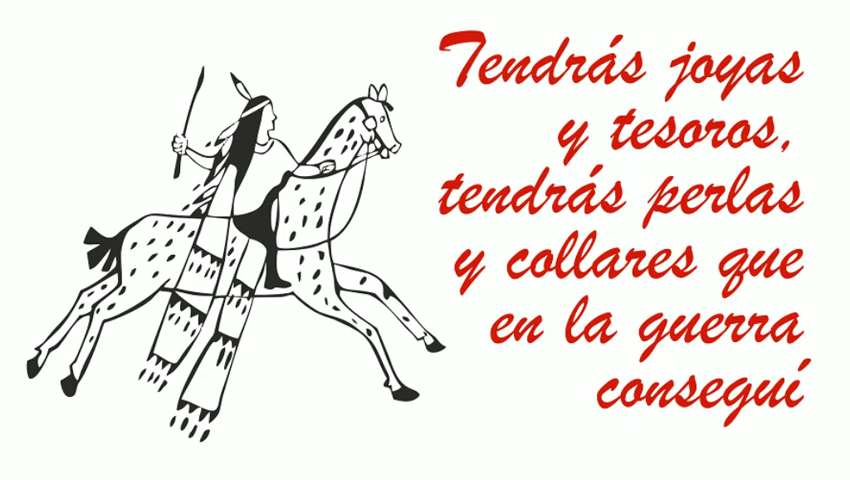 Tendrás joyas
y tesoros,
tendrás perlas
y collares que
en la guerra
conseguí